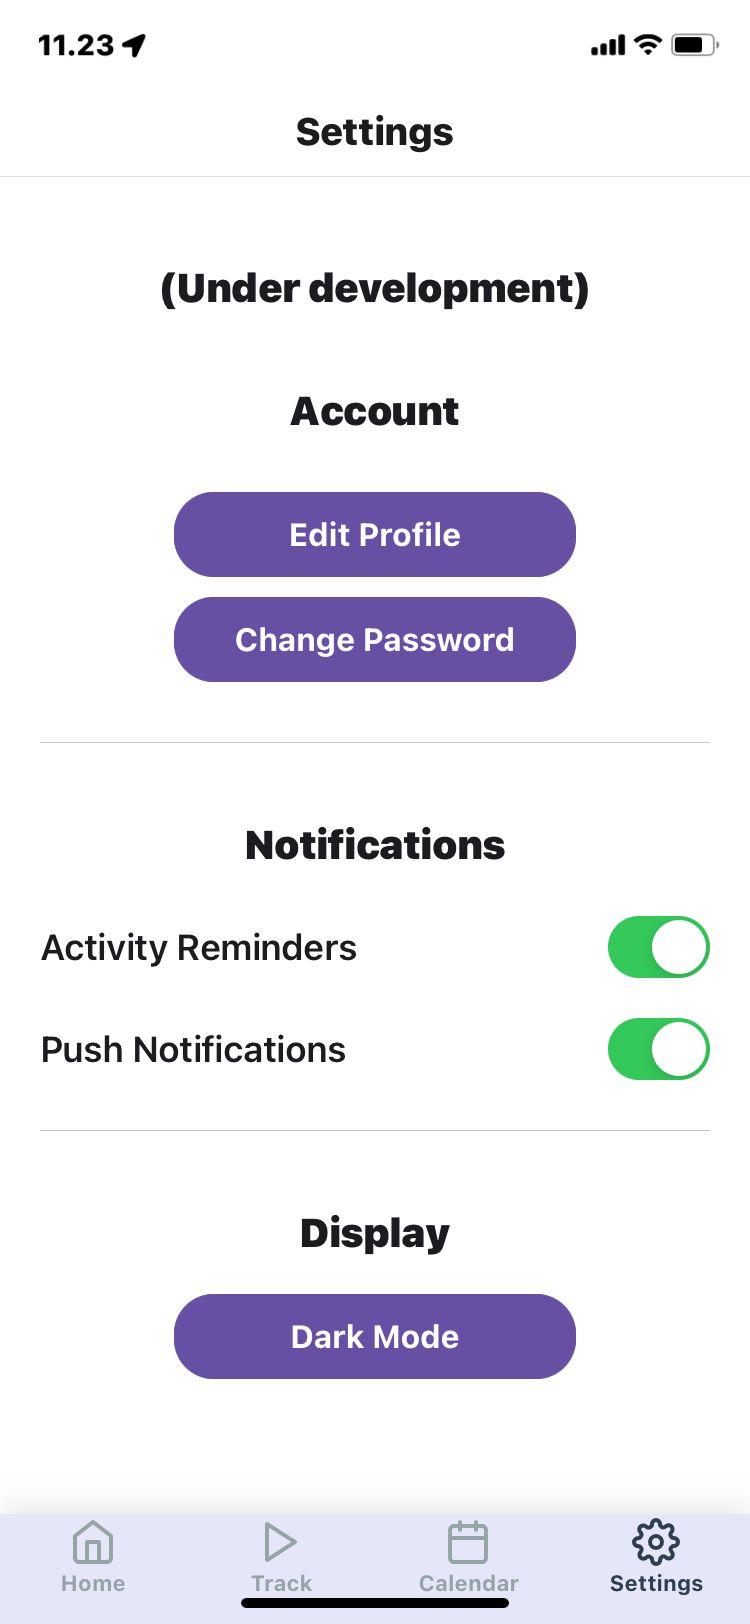 11.23
Settings
(Under development)
Account
Edit Profile
Change Password
Notifications
Activity Reminders
Push Notifications
Display
Dark Mode
Home Track Calendar Settings